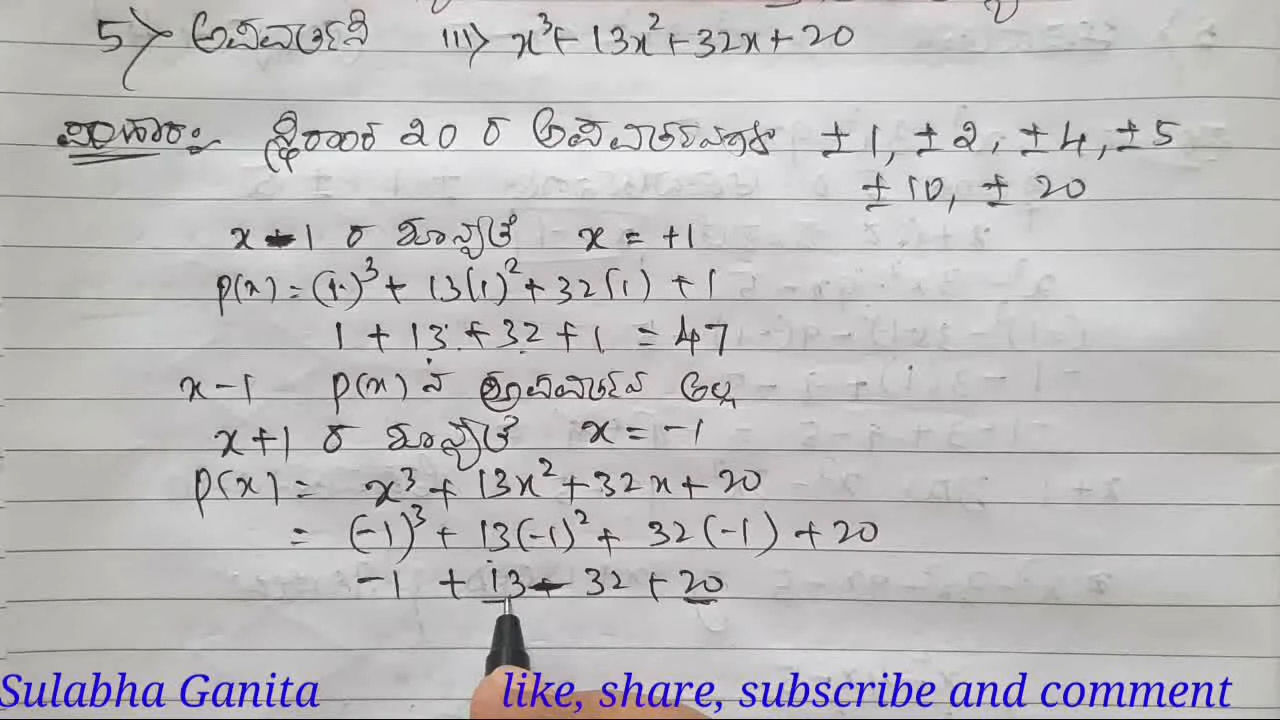 5> ಅಪವರ್ತಿಸಿ III> x³+ 13x²+32x+20
ಪರಿಹಾರ: ಸ್ಥಿರಾಂಕ 20 ರ ಅಪವರ್ತನಗಳು ±1, ±2, ±4, ±5
±10, ±20
x-1 ರ ಶೂನ್ಯತೆ x = +1
p(x) = (1)³+ 13(1)²+32(1) +1
1 + 13 + 32 + 1 = 47
x-1 p(x) ನ ಅಪವರ್ತನ ಅಲ್ಲ
x+1 ರ ಶೂನ್ಯತೆ x = -1
p(x) = x³ + 13x²+32x+20
= (-1)³ + 13(-1)²+ 32(-1) +20
-1 + 13 - 32 + 20
Sulabha Ganita like, share, subscribe and comment